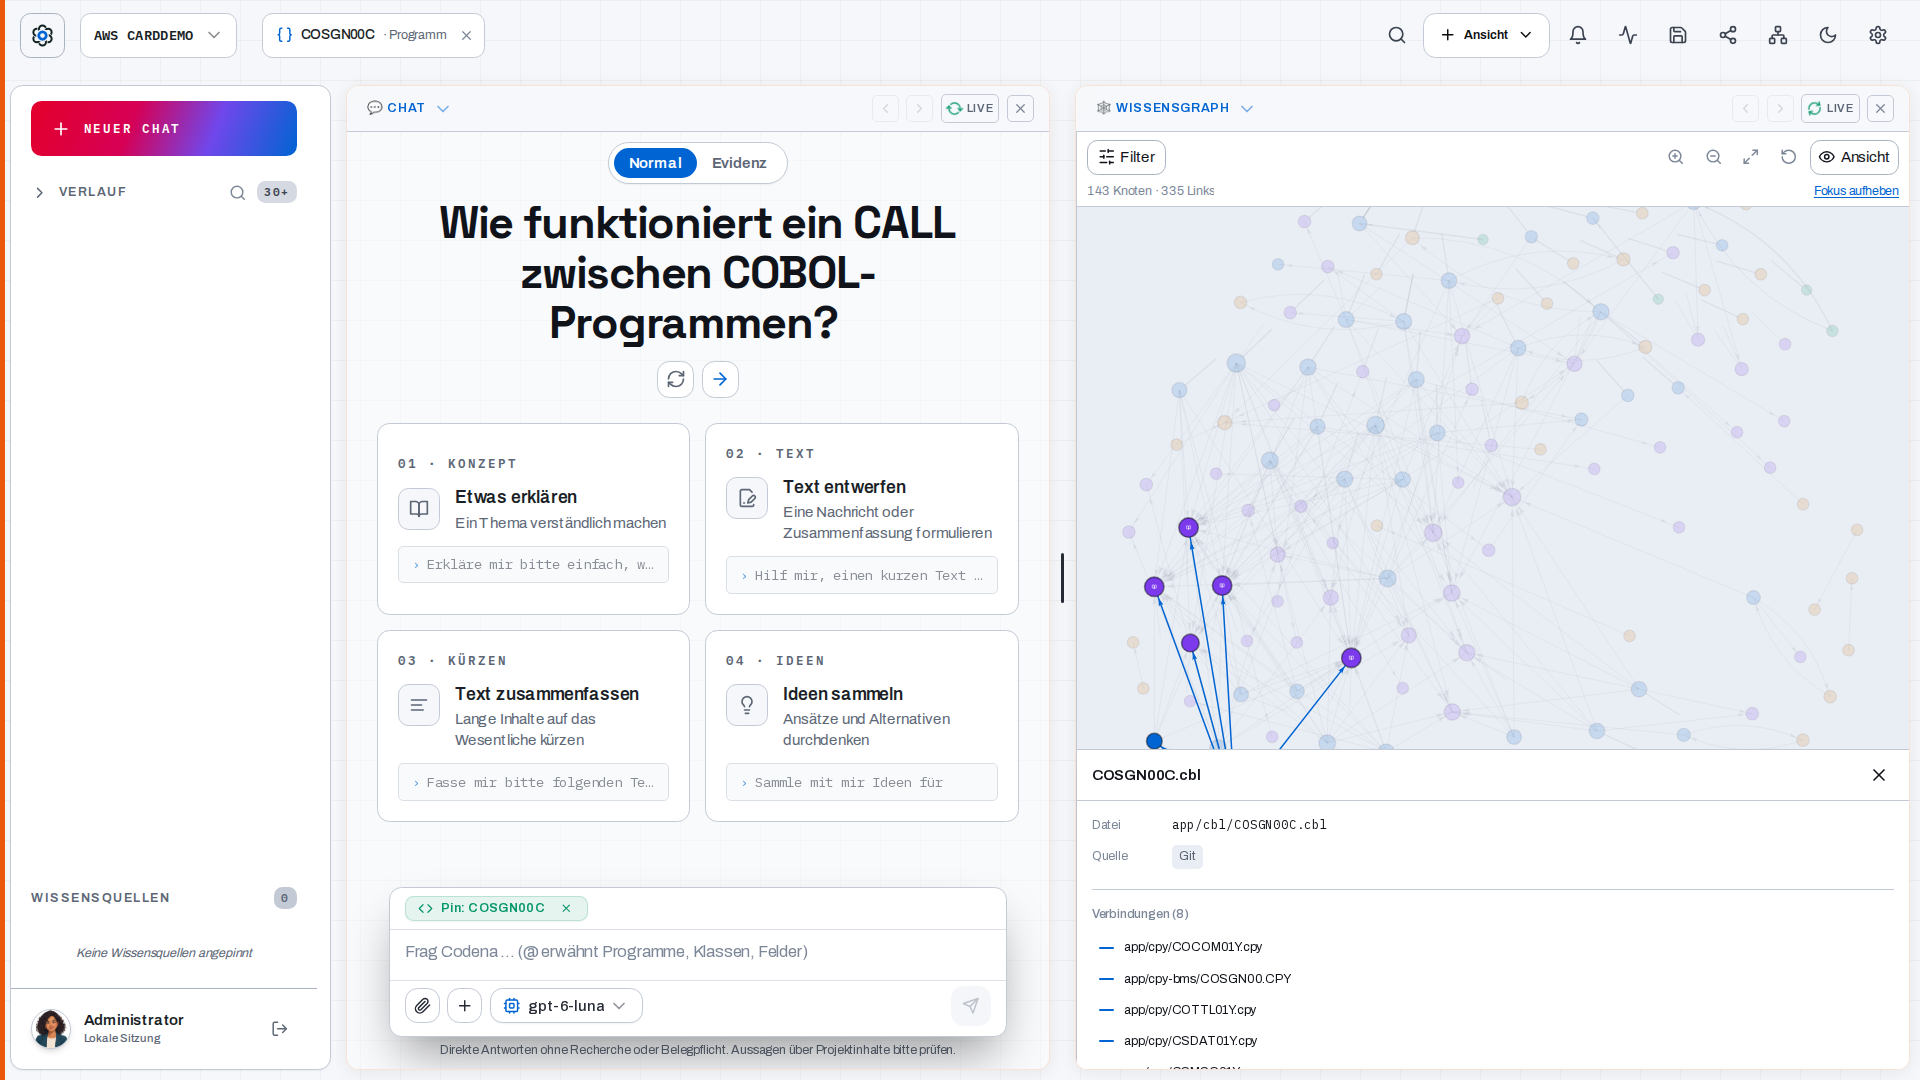 AWS CARDDEMO
COSGN00C · Programm
Ansicht
NEUER CHAT
VERLAUF
30+
WISSENSQUELLEN
0
Keine Wissensquellen angepinnt
Administrator
Lokale Sitzung
CHAT
LIVE
Normal
Evidenz
Wie funktioniert ein CALL
zwischen COBOL-
Programmen?
01 · KONZEPT
Etwas erklären
Ein Thema verständlich machen
› Erkläre mir bitte einfach, w…
02 · TEXT
Text entwerfen
Eine Nachricht oder
Zusammenfassung formulieren
› Hilf mir, einen kurzen Text …
03 · KÜRZEN
Text zusammenfassen
Lange Inhalte auf das
Wesentliche kürzen
› Fasse mir bitte folgenden Te…
04 · IDEEN
Ideen sammeln
Ansätze und Alternativen
durchdenken
› Sammle mit mir Ideen für
Pin: COSGN00C
Frag Codena … (@ erwähnt Programme, Klassen, Felder)
gpt-6-luna
Direkte Antworten ohne Recherche oder Belegpflicht. Aussagen über Projektinhalte bitte prüfen.
WISSENSGRAPH
LIVE
Filter
Ansicht
143 Knoten · 335 Links
Fokus aufheben
COSGN00C.cbl
Datei app/cbl/COSGN00C.cbl
Quelle Git
Verbindungen (8)
app/cpy/COCOM01Y.cpy
app/cpy-bms/COSGN00.CPY
app/cpy/COTTL01Y.cpy
app/cpy/CSDAT01Y.cpy